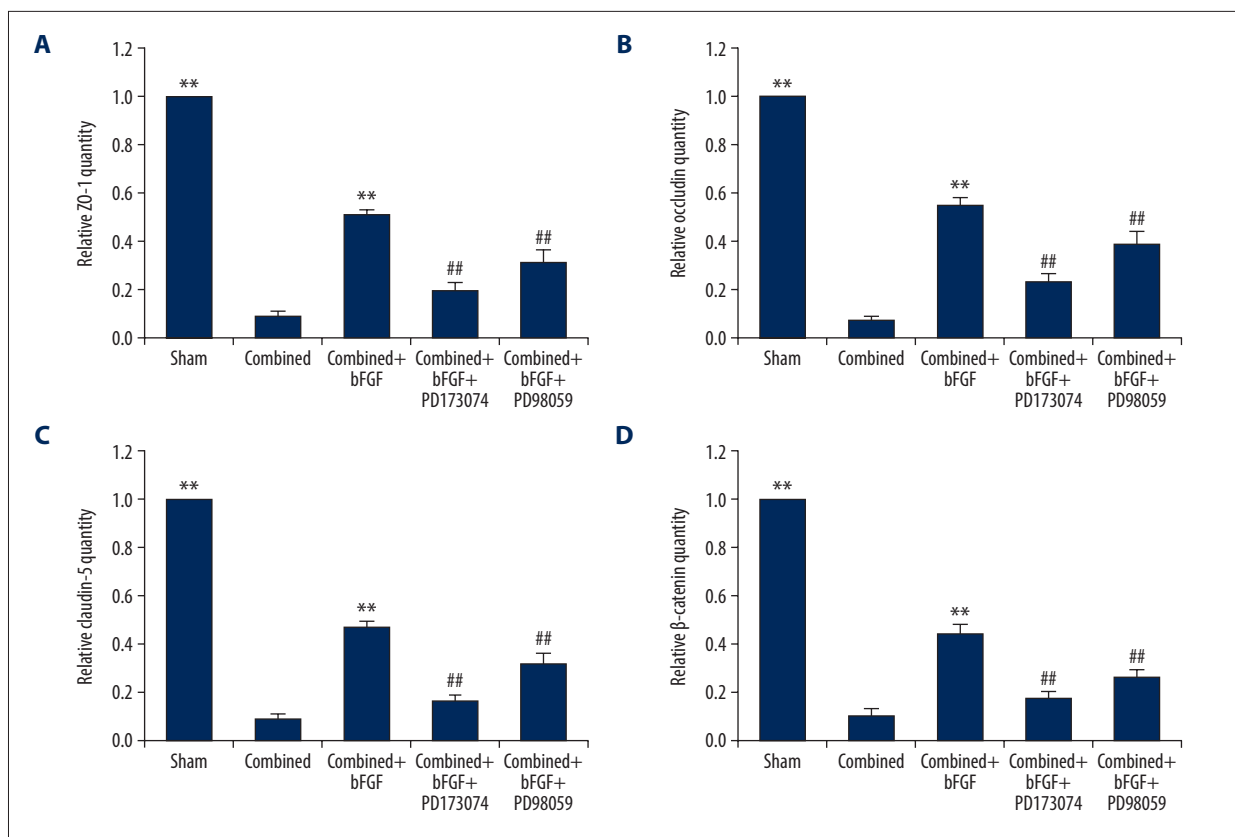 A
Relative ZO-1 quantity
1.2
1.0
0.8
0.6
0.4
0.2
0.0
**
**
##
##
Sham
Combined
Combined+
bFGF
Combined+
bFGF+
PD173074
Combined+
bFGF+
PD98059
B
Relative occludin quantity
1.2
1.0
0.8
0.6
0.4
0.2
0.0
**
**
##
##
Sham
Combined
Combined+
bFGF
Combined+
bFGF+
PD173074
Combined+
bFGF+
PD98059
C
Relative claudin-5 quantity
1.2
1.0
0.8
0.6
0.4
0.2
0.0
**
**
##
##
Sham
Combined
Combined+
bFGF
Combined+
bFGF+
PD173074
Combined+
bFGF+
PD98059
D
Relative β-catenin quantity
1.2
1.0
0.8
0.6
0.4
0.2
0.0
**
**
##
##
Sham
Combined
Combined+
bFGF
Combined+
bFGF+
PD173074
Combined+
bFGF+
PD98059